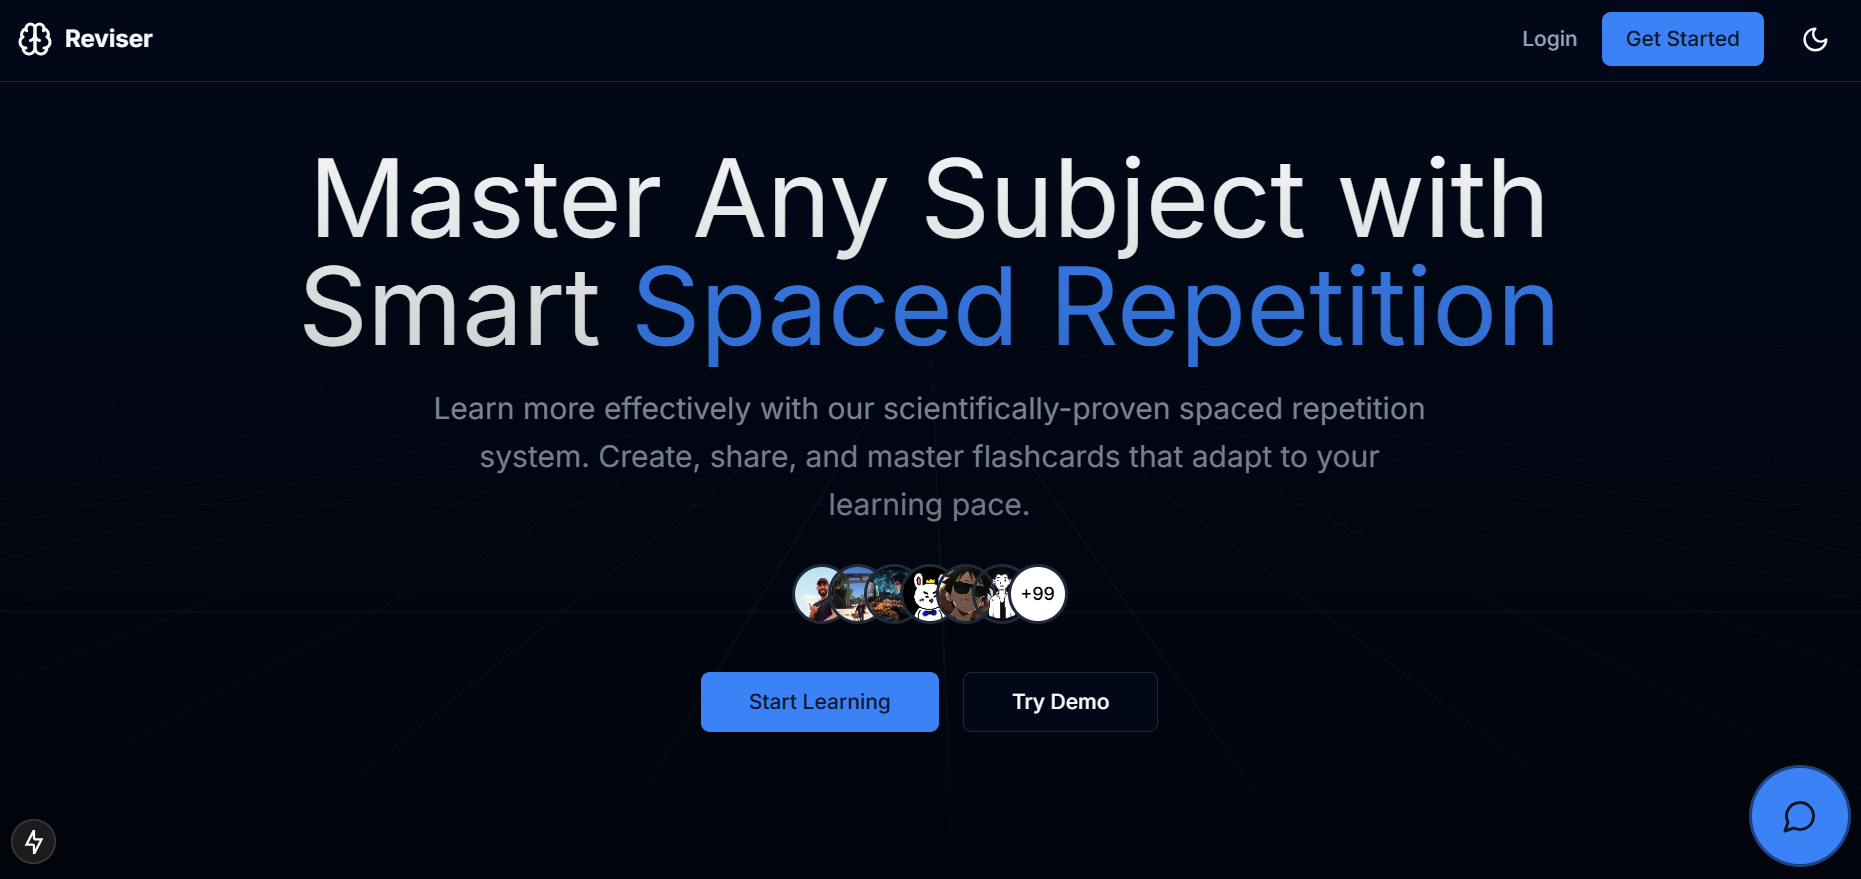 Reviser
Login
Get Started
Master Any Subject with
Smart Spaced Repetition
Learn more effectively with our scientifically-proven spaced repetition
system. Create, share, and master flashcards that adapt to your
learning pace.
+99
Start Learning
Try Demo